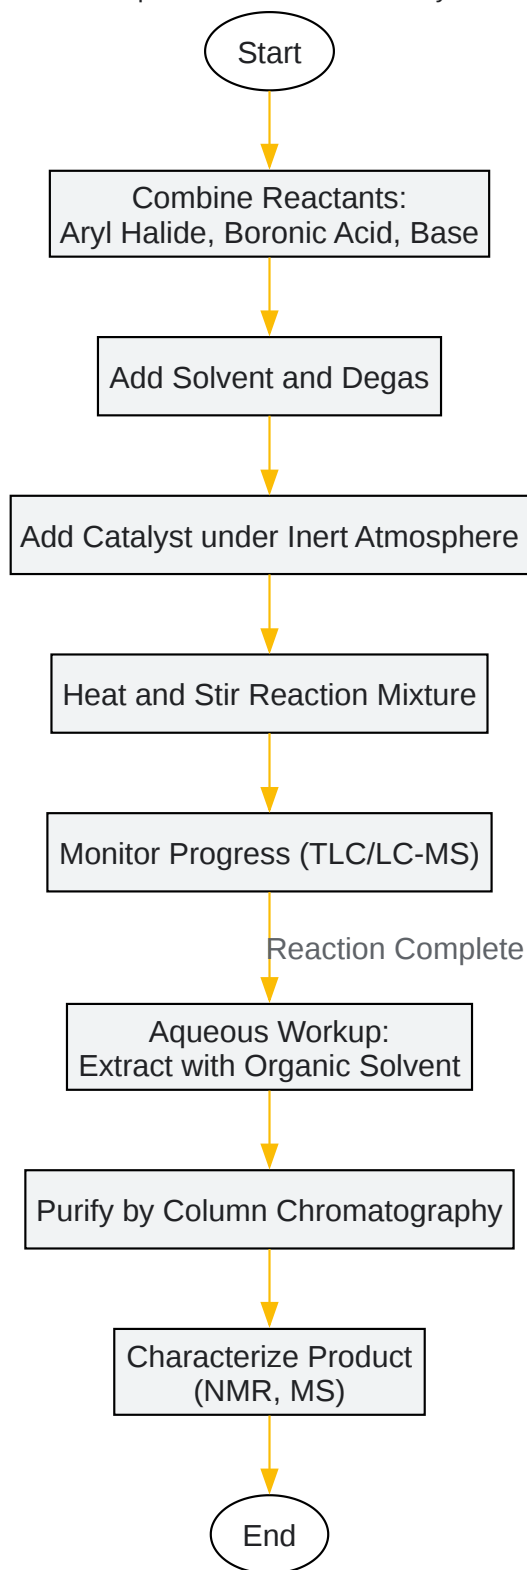 Start
Combine Reactants:
Aryl Halide, Boronic Acid, Base
Add Solvent and Degas
Add Catalyst under Inert Atmosphere
Heat and Stir Reaction Mixture
Monitor Progress (TLC/LC-MS)
Reaction Complete
Aqueous Workup:
Extract with Organic Solvent
Purify by Column Chromatography
Characterize Product
(NMR, MS)
End